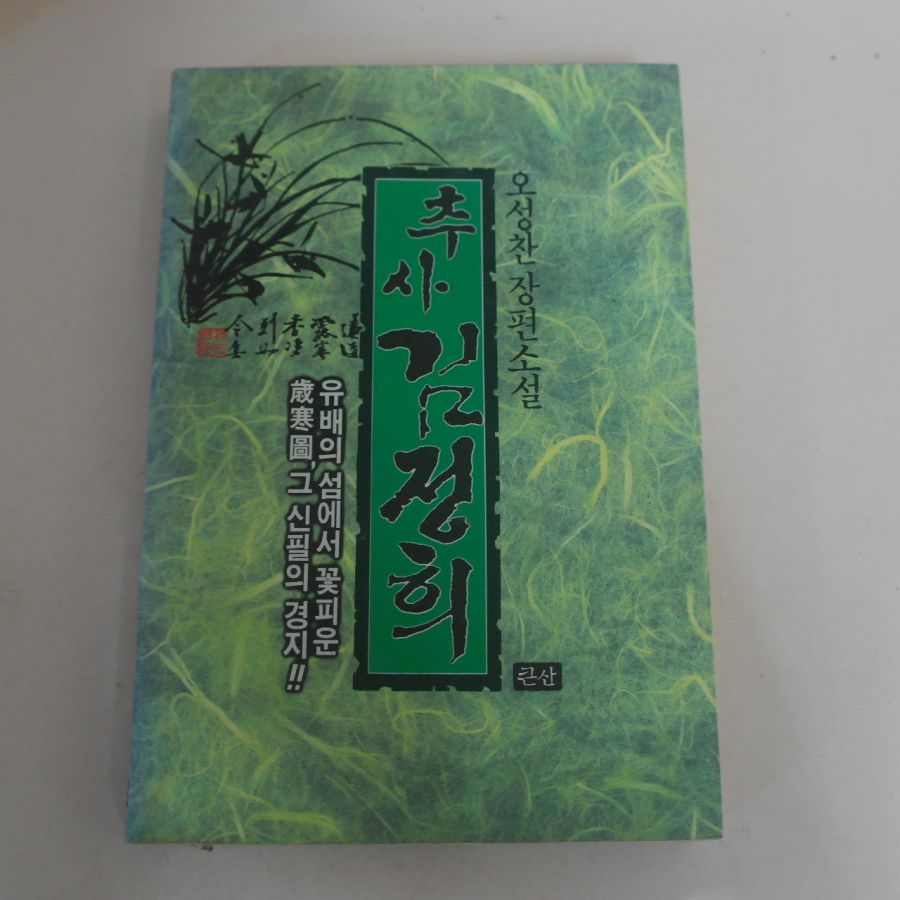 오성찬 장편소설
추사 김정희
유배의 섬에서 꽃피운
歲寒圖, 그 신필의 경지!!
큰산